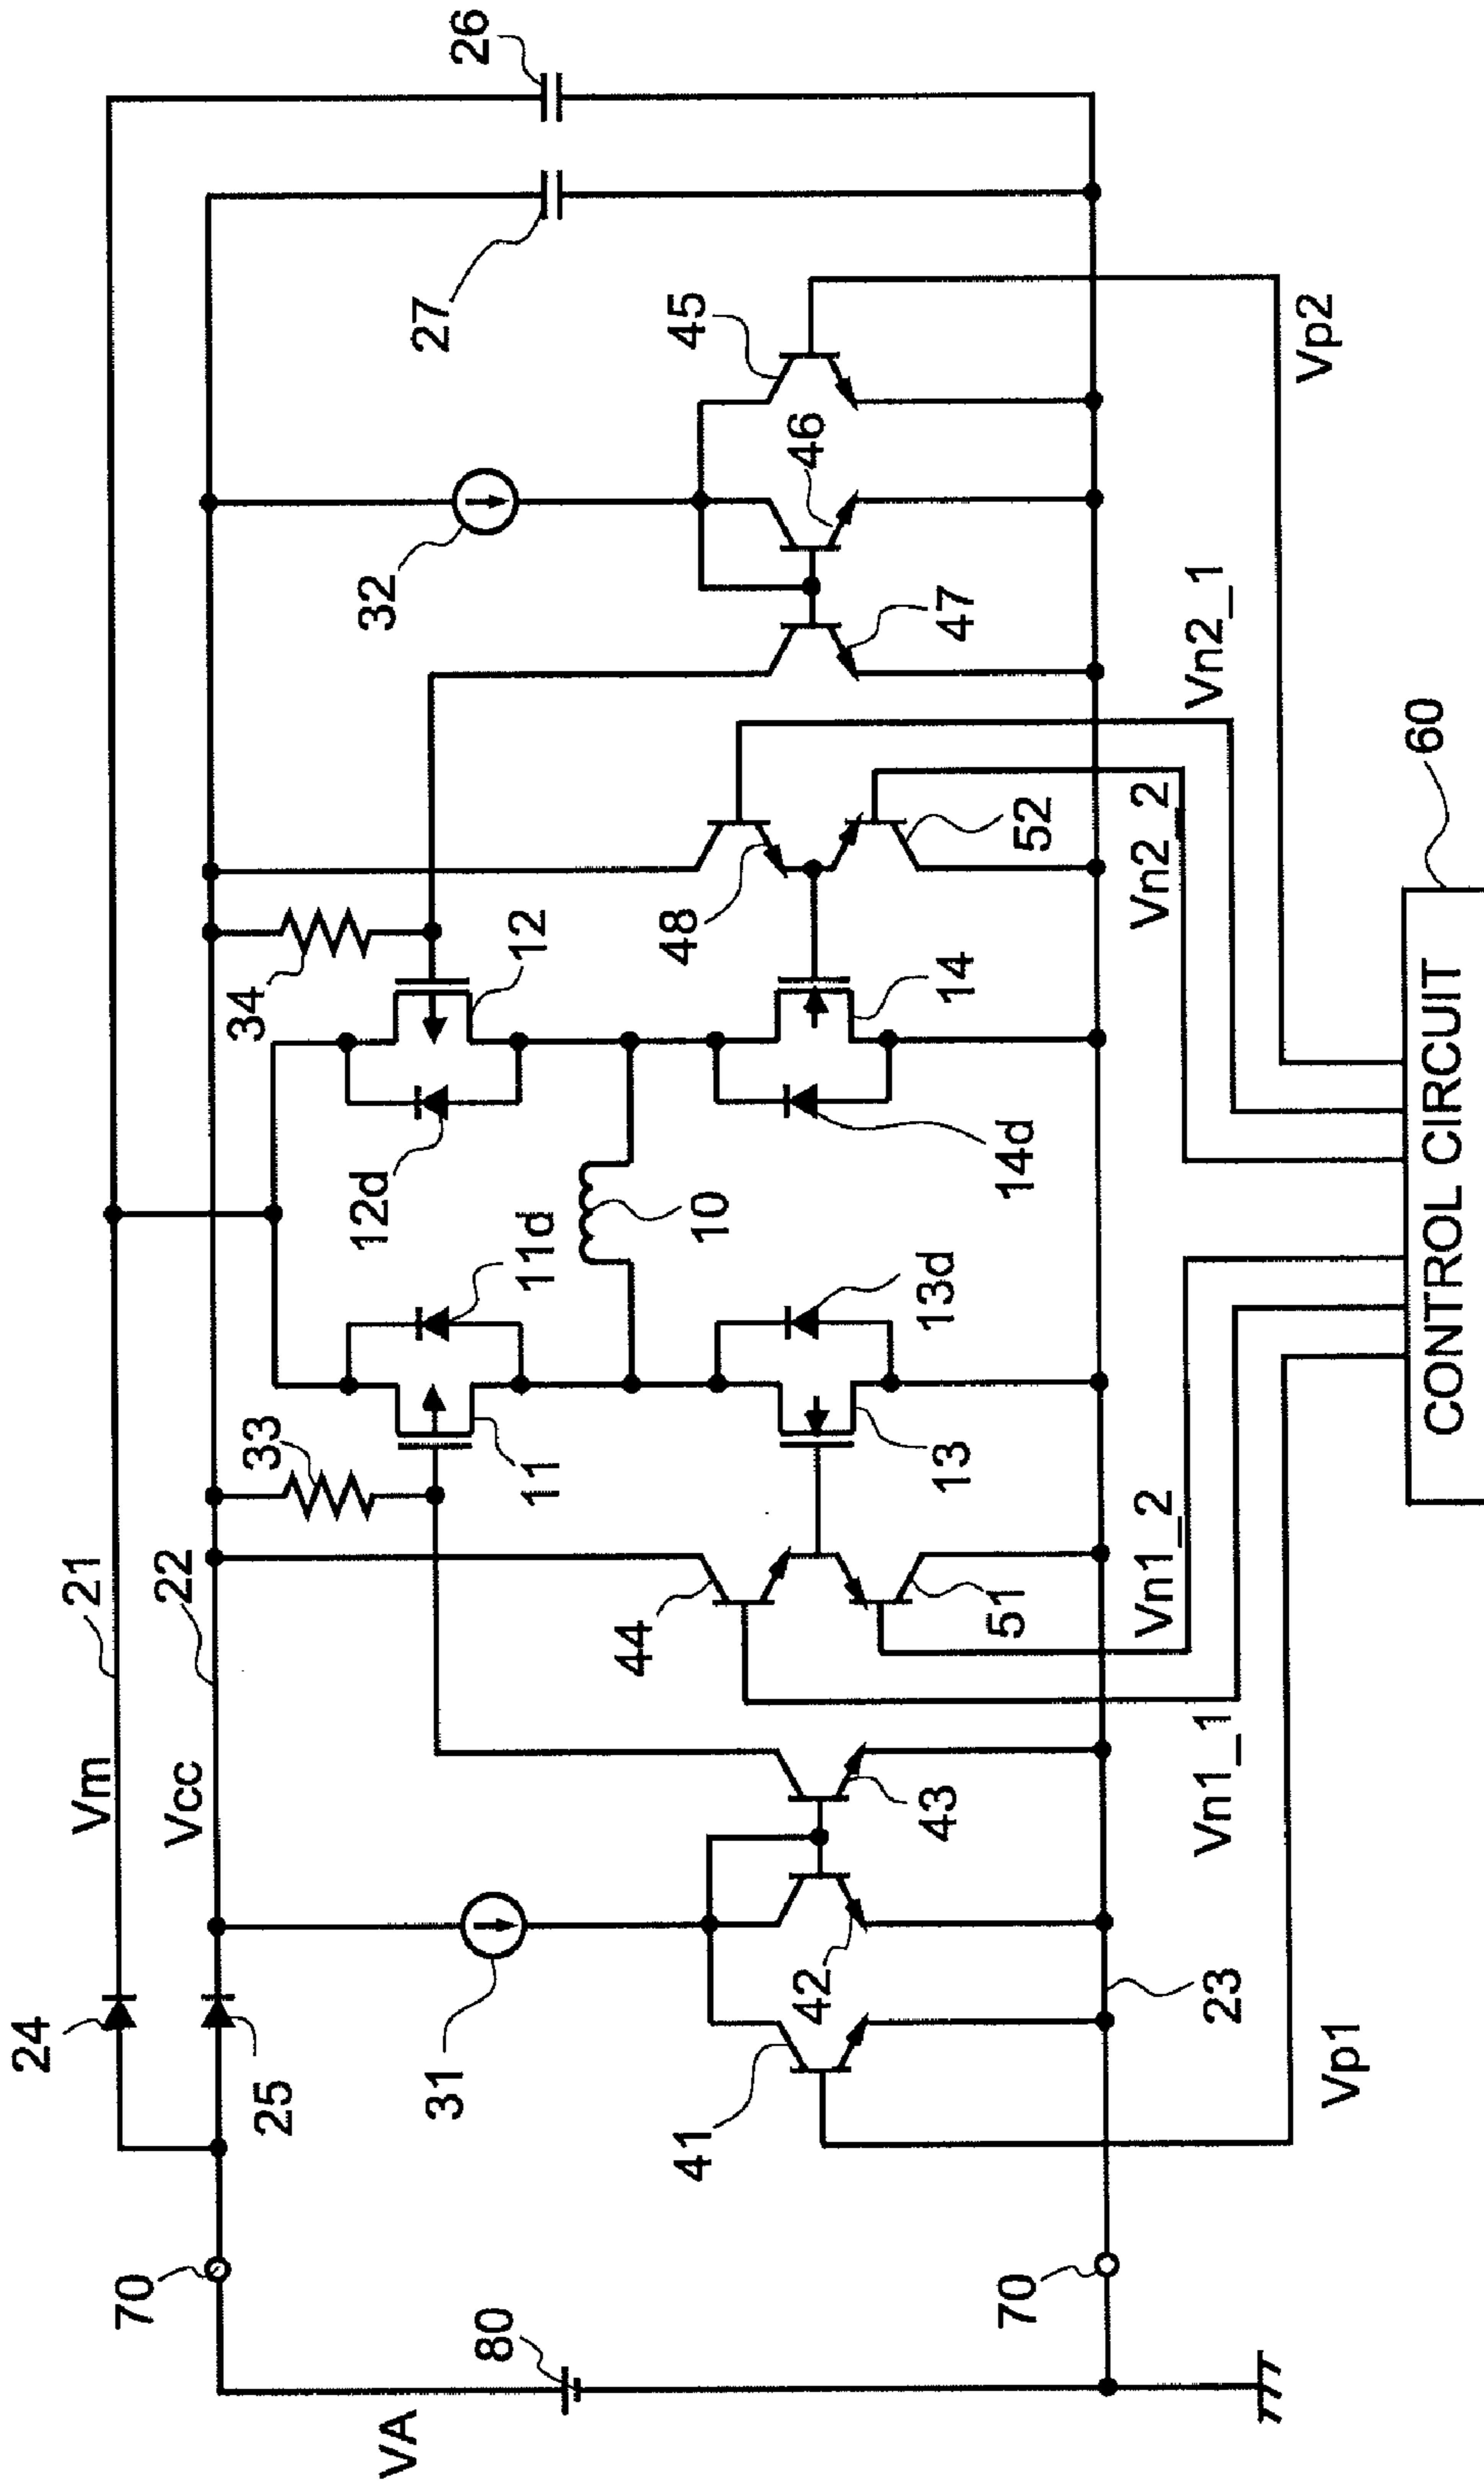 VA
80
70
70
24
25
Vm
21
Vcc
22
31
41
42
43
23
Vp1
33
44
51
Vn1_1
Vn1_2
11
11d
13
13d
10
12d
12
14d
14
34
48
52
Vn2_2
Vn2_1
47
46
45
32
Vp2
27
26
60
CONTROL CIRCUIT